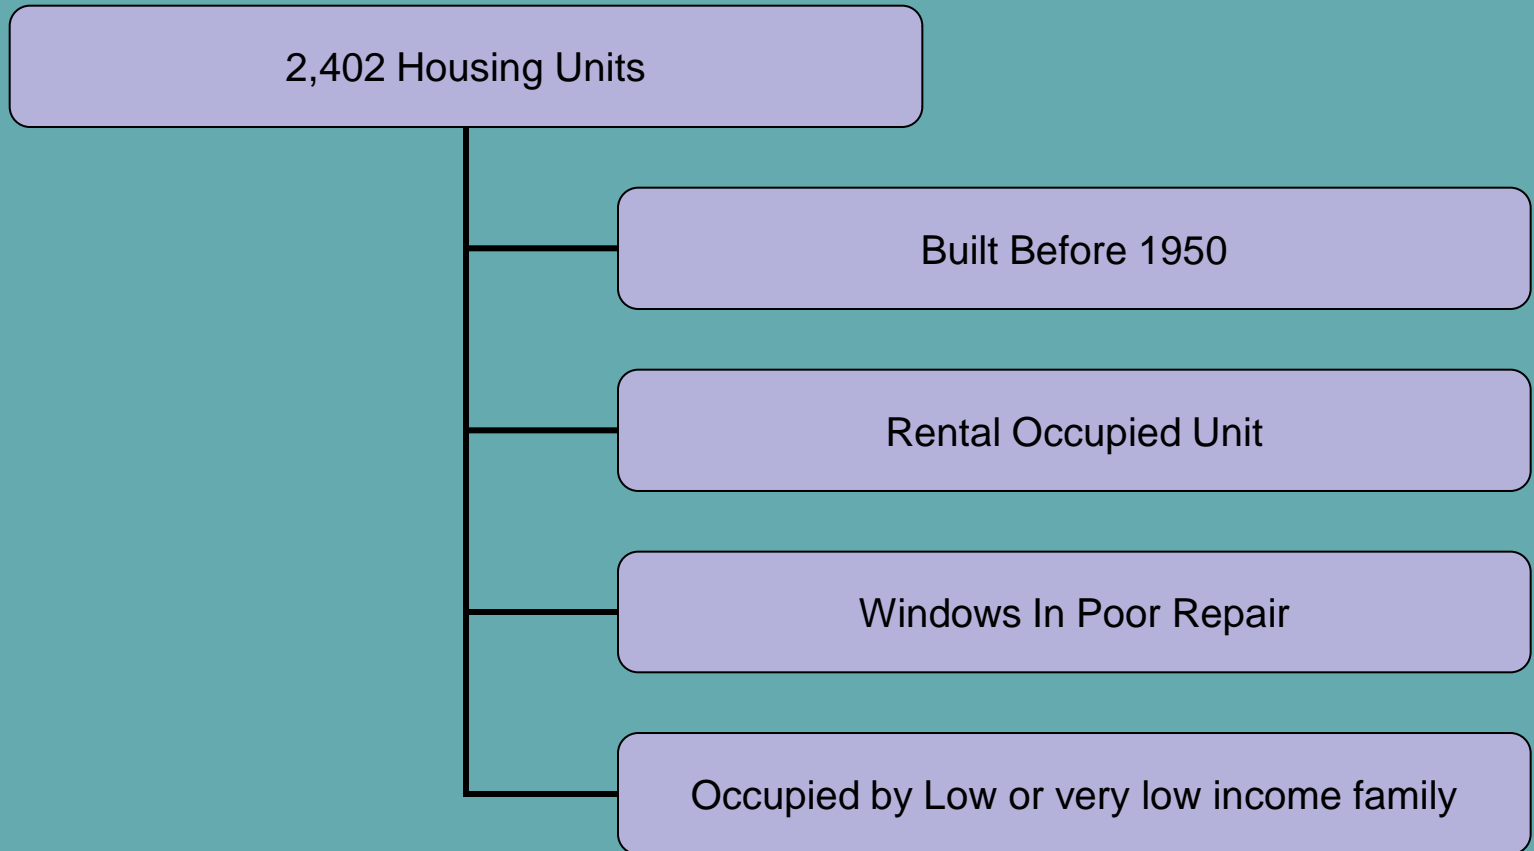 2,402 Housing Units
Built Before 1950
Rental Occupied Unit
Windows In Poor Repair
Occupied by Low or very low income family